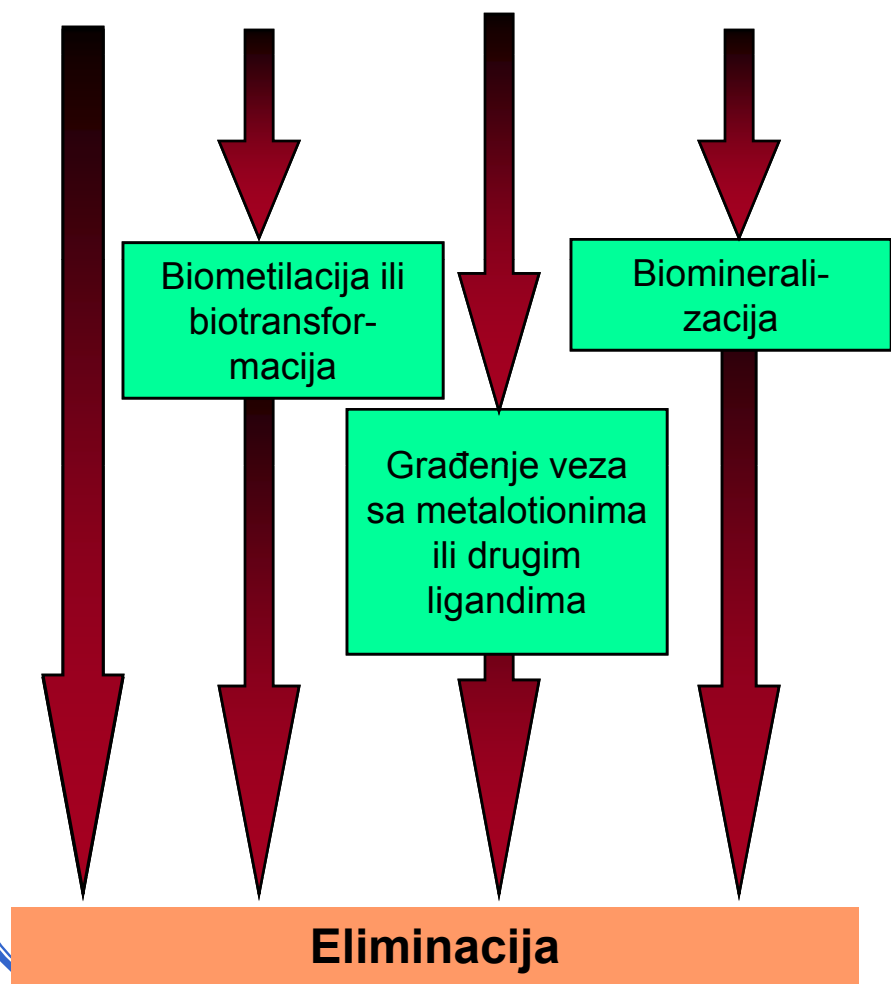 Biometilacija ili
biotransfor-
macija
Biominerali-
zacija
Građenje veza
sa metalotionima
ili drugim
ligandima
Eliminacija